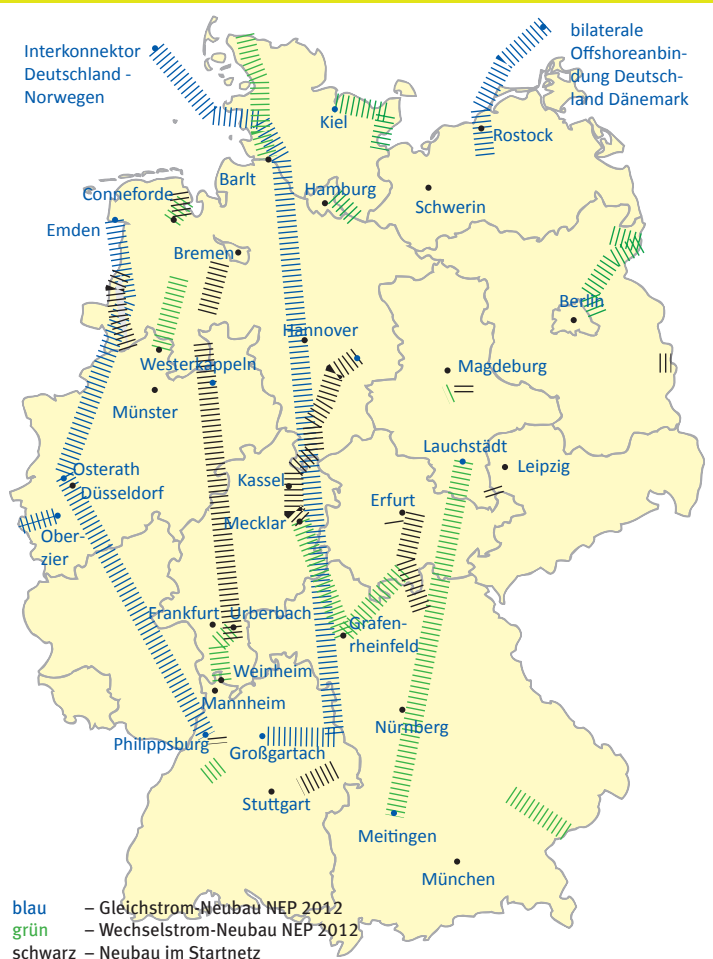 Interkonnektor
Deutschland -
Norwegen
bilaterale
Offshoreanbin-
dung Deutsch-
land Dänemark
Kiel
Rostock
Barlt
Conneforde
Hamburg
Schwerin
Emden
Bremen
Berlin
Hannover
Westerkappeln
Magdeburg
Münster
Lauchstädt
Osterath
Leipzig
Düsseldorf
Kassel
Erfurt
Mecklar
Ober-
zier
Frankfurt
Urberbach
Grafen-
rheinfeld
Weinheim
Mannheim
Nürnberg
Philippsburg
Großgartach
Stuttgart
Meitingen
München
blau – Gleichstrom-Neubau NEP 2012
grün – Wechselstrom-Neubau NEP 2012
schwarz – Neubau im Startnetz